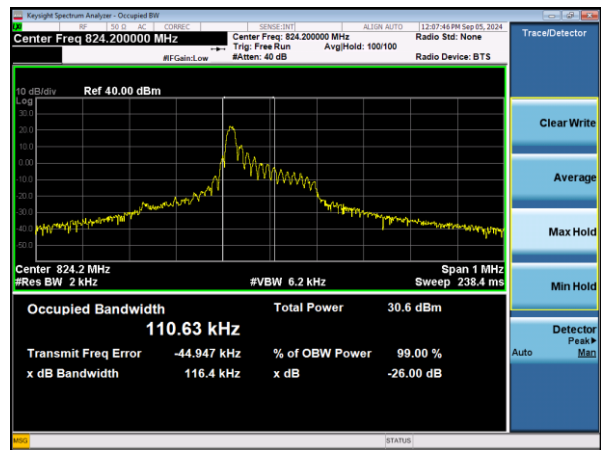 Keysight Spectrum Analyzer - Occupied BW
RF 50 Ω AC CORREC SENSE:INT ALIGN AUTO 12:07:46 PM Sep 05, 2024
Center Freq 824.200000 MHz
Center Freq: 824.200000 MHz
Radio Std: None
Trig: Free Run Avg|Hold: 100/100
#IFGain:Low #Atten: 40 dB Radio Device: BTS
Trace/Detector
10 dB/div Ref 40.00 dBm
Log
30.0
20.0
10.0
0.00
-10.0
-20.0
-30.0
-40.0
-50.0
Center 824.2 MHz Span 1 MHz
#Res BW 2 kHz #VBW 6.2 kHz Sweep 238.4 ms
Occupied Bandwidth Total Power 30.6 dBm
110.63 kHz
Transmit Freq Error -44.947 kHz % of OBW Power 99.00 %
x dB Bandwidth 116.4 kHz x dB -26.00 dB
Clear Write
Average
Max Hold
Min Hold
Detector
Peak▶
Auto Man
MSG STATUS